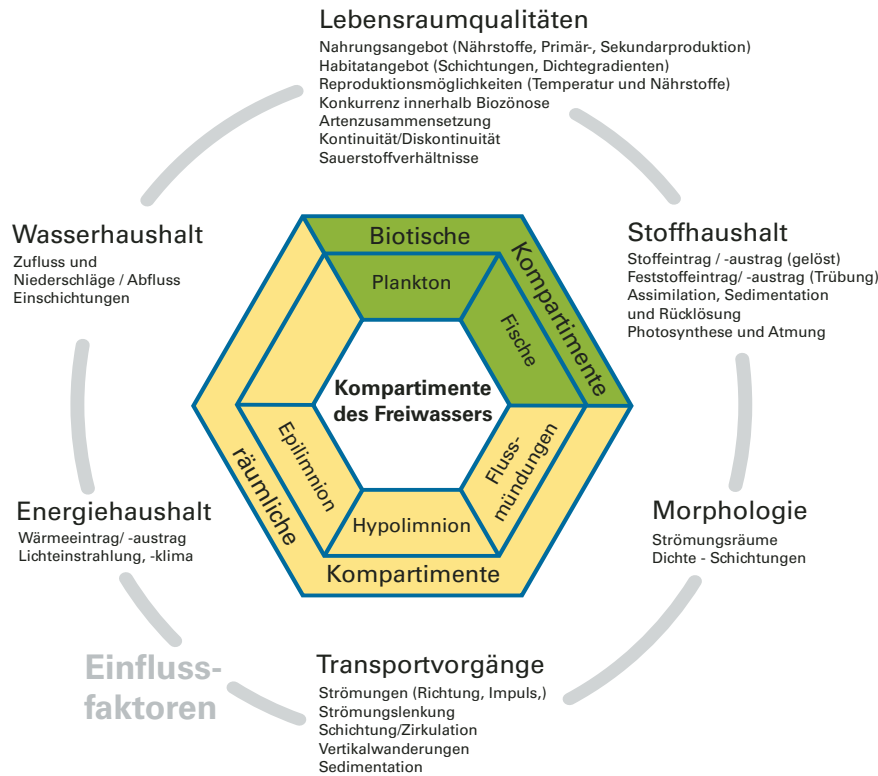 Lebensraumqualitäten
Nahrungsangebot (Nährstoffe, Primär-, Sekundarproduktion)
Habitatangebot (Schichtungen, Dichtegradienten)
Reproduktionsmöglichkeiten (Temperatur und Nährstoffe)
Konkurrenz innerhalb Biozönose
Artenzusammensetzung
Kontinuität/Diskontinuität
Sauerstoffverhältnisse
Wasserhaushalt
Zufluss und
Niederschläge / Abfluss
Einschichtungen
Stoffhaushalt
Stoffeintrag / -austrag (gelöst)
Feststoffeintrag/ -austrag (Trübung)
Assimilation, Sedimentation
und Rücklösung
Photosynthese und Atmung
Biotische
Kompartimente
Plankton
Fische
Kompartimente
des Freiwassers
Epilimnion
Hypolimnion
Fluss-
mündungen
räumliche
Kompartimente
Energiehaushalt
Wärmeeintrag/ -austrag
Lichteinstrahlung, -klima
Morphologie
Strömungsräume
Dichte - Schichtungen
Einfluss-
faktoren
Transportvorgänge
Strömungen (Richtung, Impuls,)
Strömungslenkung
Schichtung/Zirkulation
Vertikalwanderungen
Sedimentation